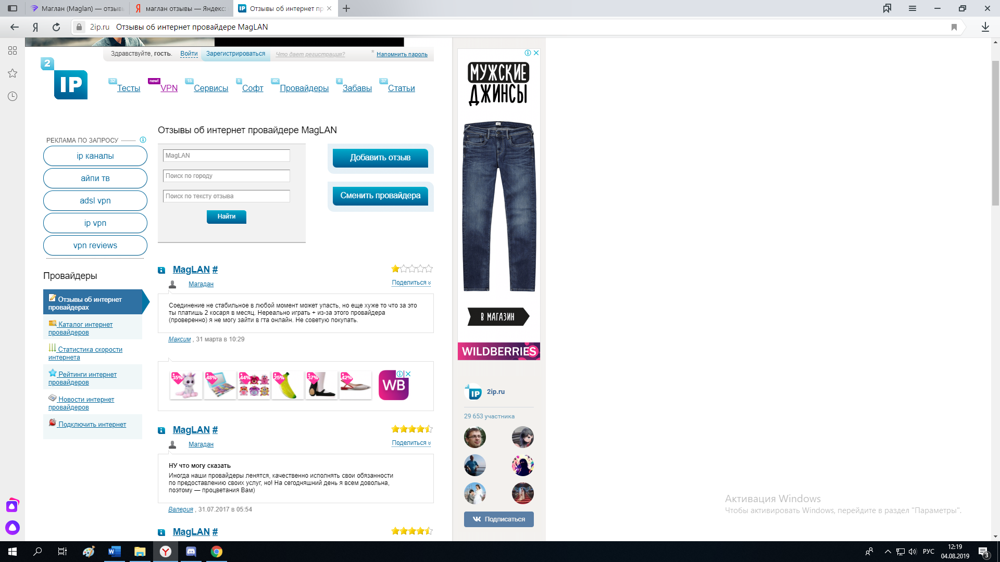 Маглан (Maglan) — отзывы
маглан отзывы — Яндекс:
Отзывы об интернет пр
2ip.ru Отзывы об интернет провайдере MagLAN
Здравствуйте, гость. Войти Зарегистрироваться Что дает регистрация? * Напомнить пароль
2
IP
32 Тесты
new! VPN
15 Сервисы
5 Софт
4K Провайдеры
6 Забавы
37 Статьи
Отзывы об интернет провайдере MagLAN
РЕКЛАМА ПО ЗАПРОСУ
ip каналы
айпи тв
adsl vpn
ip vpn
vpn reviews
MagLAN
Поиск по городу
Поиск по тексту отзыва
Найти
Добавить отзыв
Сменить провайдера
Провайдеры
Отзывы об интернет
провайдерах
Каталог интернет
провайдеров
Статистика скорости
интернета
Рейтинги интернет
провайдеров
Новости интернет
провайдеров
Подключить интернет
MagLAN #
Магадан
Поделиться
Соединение не стабильное в любой момент может упасть, но еще хуже то что за это
ты платишь 2 косаря в месяц. Нереально играть + из-за этого провайдера
(проверенно) я не могу зайти в гта онлайн. Не советую покупать.
Максим , 31 марта в 10:29
35%
48%
44%
25%
37%
42%
WB
MagLAN #
Магадан
Поделиться
НУ что могу сказать
Иногда наши провайдеры ленятся, качественно исполнять свои обязанности
по предоставлению своих услуг, но! На сегодняшний день я всем довольна,
поэтому — процветания Вам)
Валерия , 31.07.2017 в 05:54
MagLAN #
МУЖСКИЕ
ДЖИНСЫ
В МАГАЗИН
WILDBERRIES
IP
2ip.ru
29 653 участника
Подписаться
Активация Windows
Чтобы активировать Windows, перейдите в раздел "Параметры".
РУС
12:19
04.08.2019
3